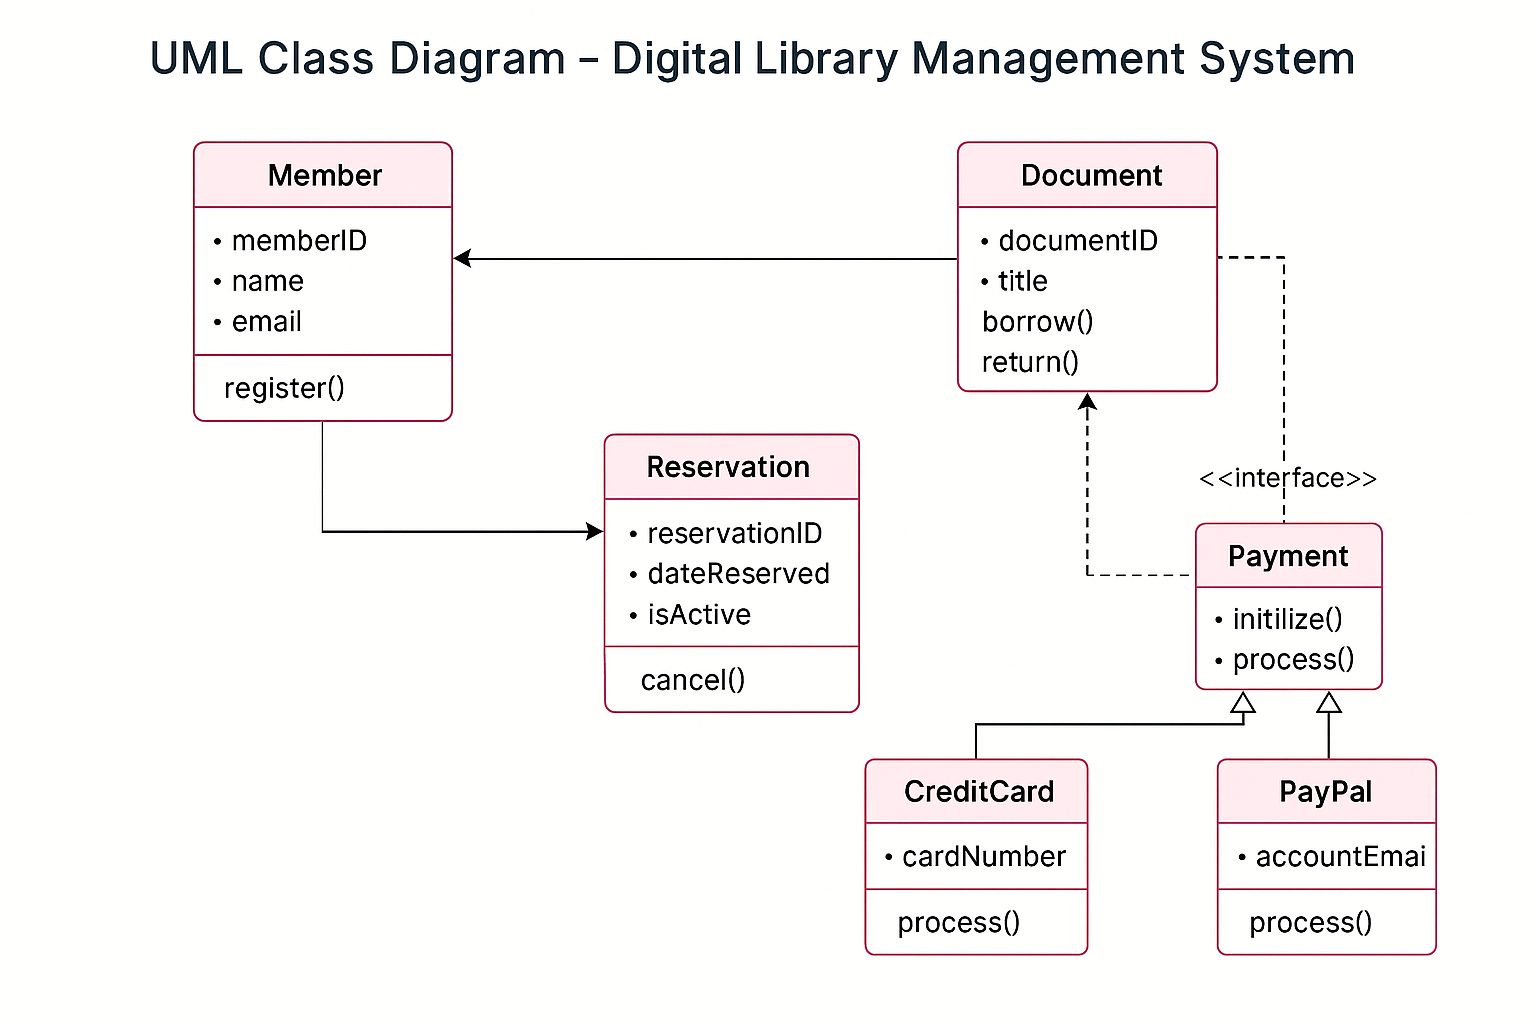 UML Class Diagram – Digital Library Management System
Member
• memberID
• name
• email
register()
Document
• documentID
• title
borrow()
return()
Reservation
• reservationID
• dateReserved
• isActive
cancel()
<<interface>>
Payment
• initilize()
• process()
CreditCard
• cardNumber
process()
PayPal
• accountEmai
process()